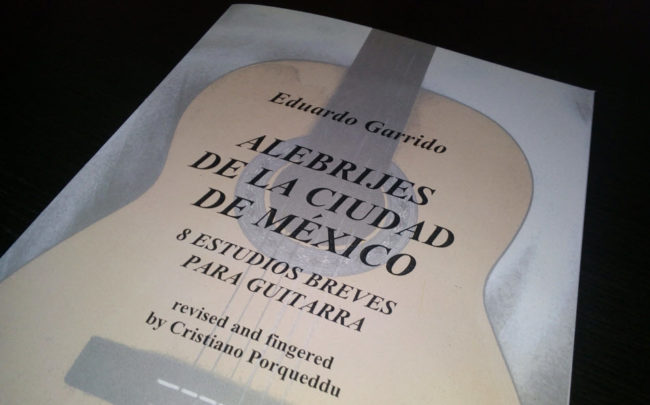 Eduardo Garrido
ALEBRIJES
DE LA CIUDAD
DE MÉXICO
8 ESTUDIOS BREVES
PARA GUITARRA
revised and fingered
by Cristiano Porqueddu